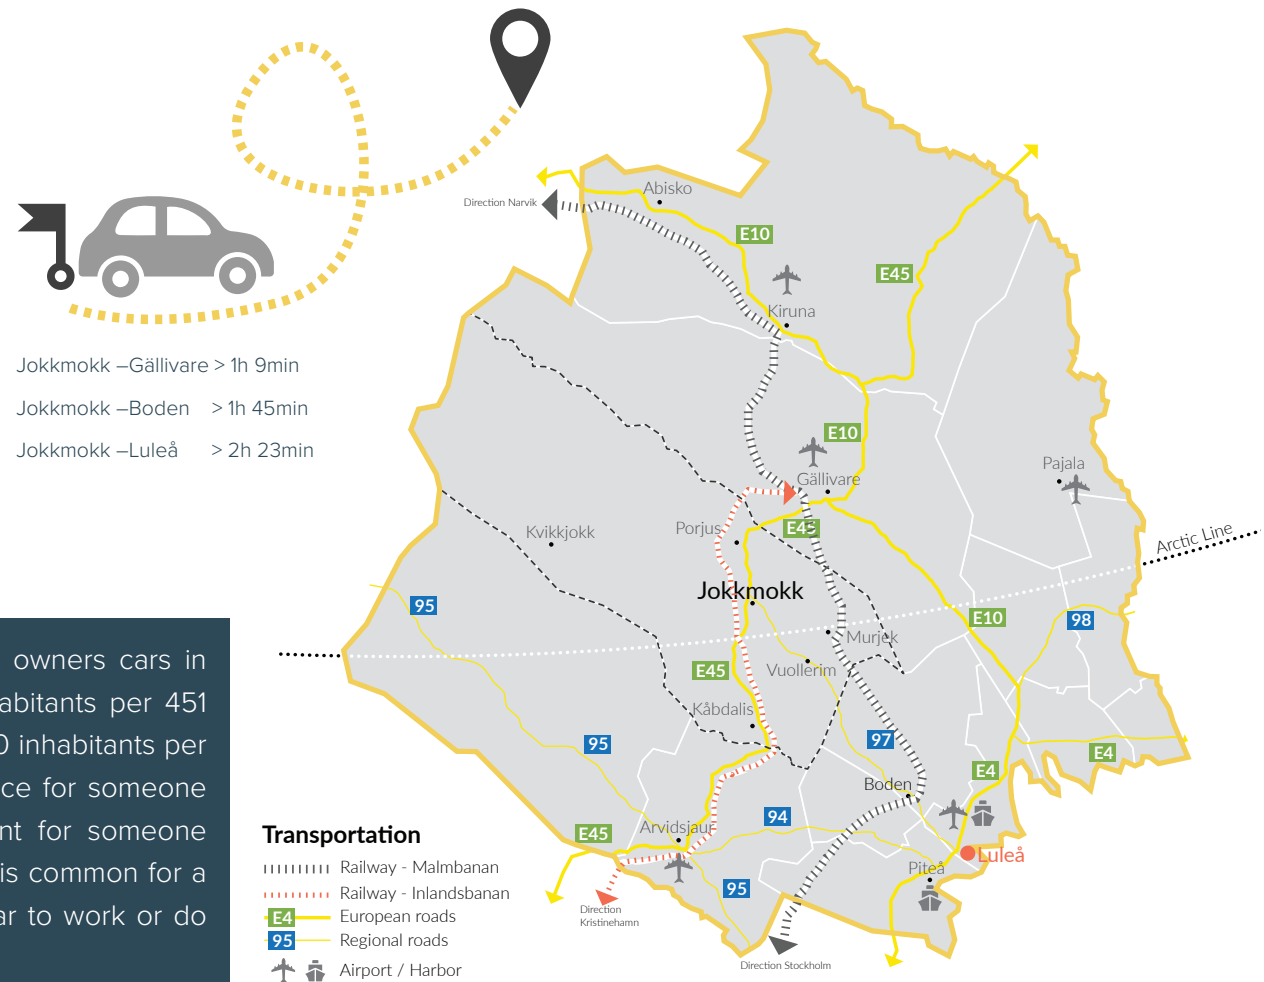 Direction Narvik
Abisko
E10
E45
Kiruna
Jokkmokk –Gällivare > 1h 9min
Jokkmokk –Boden > 1h 45min
Jokkmokk –Luleå > 2h 23min
E10
Gällivare
Pajala
Porjus
E45
Kvikkjokk
Arctic Line
Jokkmokk
95
E10
98
Murjek
Vuollerim
E45
Kåbdalis
95
97
E4
E4
Boden
94
Arvidsjaur
E45
Luleå
Piteå
95
Direction
Kristinehamn
Direction Stockholm
owners cars in
abitants per 451
0 inhabitants per
ce for someone
nt for someone
is common for a
ar to work or do
Transportation
Railway - Malmbanan
Railway - Inlandsbanan
E4 European roads
95 Regional roads
Airport / Harbor